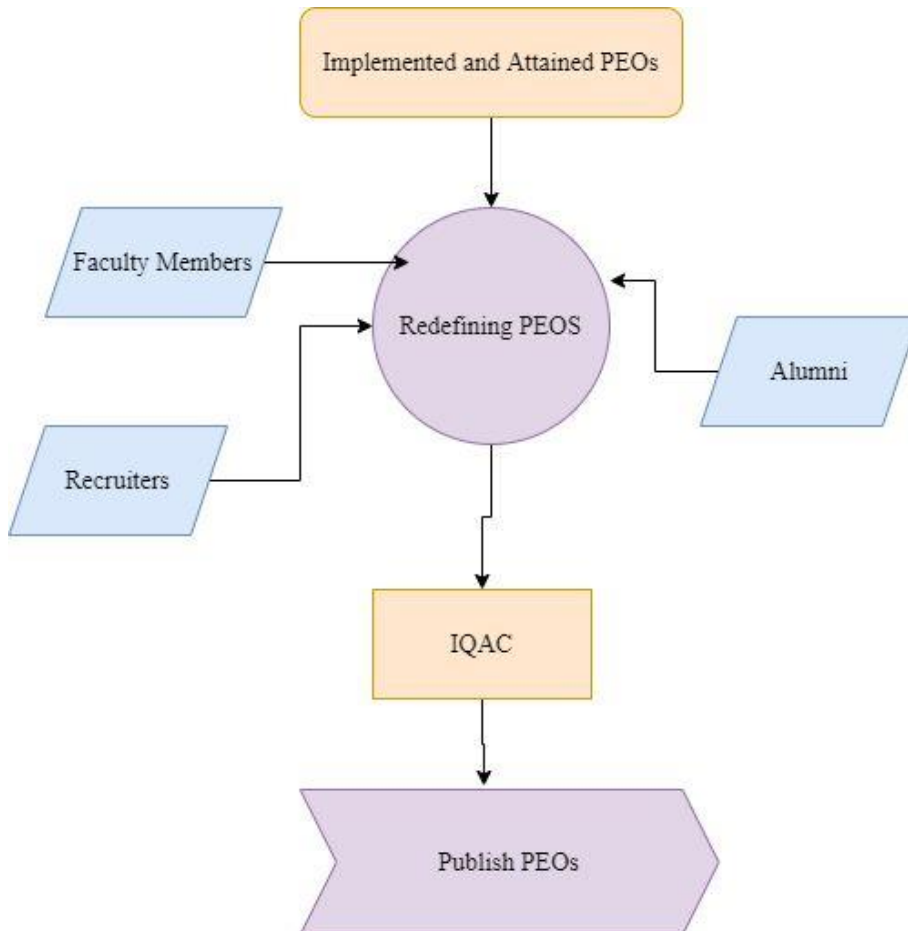 Implemented and Attained PEOs
Faculty Members
Redefining PEOS
Alumni
Recruiters
IQAC
Publish PEOs